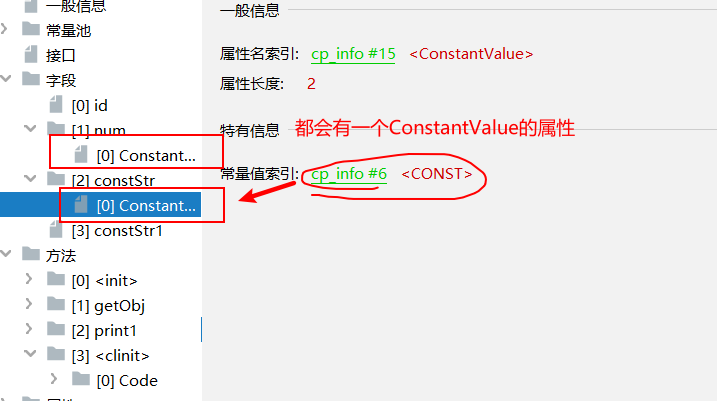 一般信息
常量池
接口
字段
[0] id
[1] num
[0] Constant...
[2] constStr
[0] Constant...
[3] constStr1
方法
[0] <init>
[1] getObj
[2] print1
[3] <clinit>
[0] Code
一般信息
属性名索引: cp_info #15 <ConstantValue>
属性长度: 2
特有信息
都会有一个ConstantValue的属性
常量值索引: cp_info #6 <CONST>